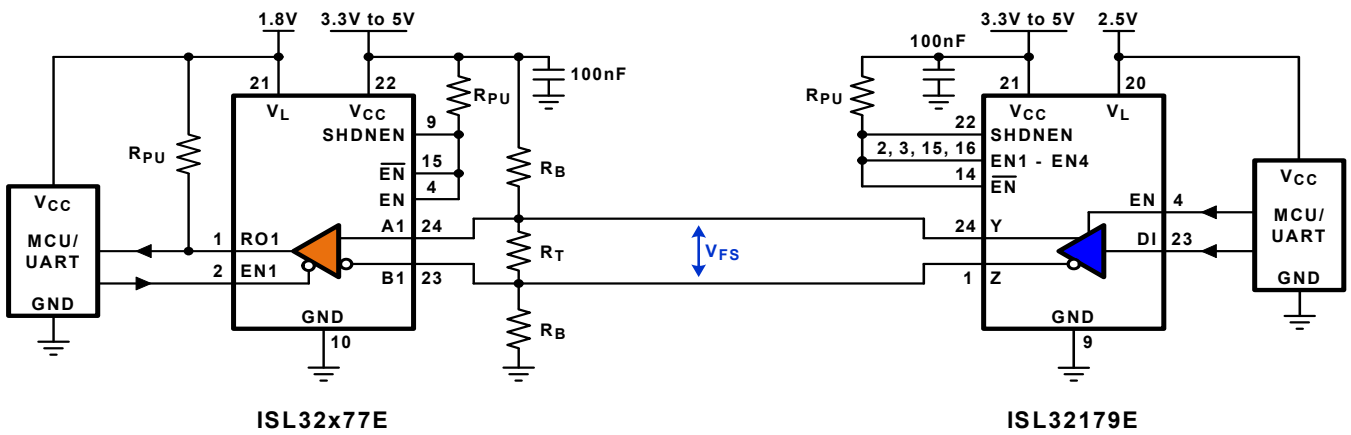 1.8V
3.3V to 5V
21
22
100nF
VL
VCC
RPU
9
SHDNEN
RPU
15
EN
4
EN
RB
VCC
MCU/
UART
GND
1
RO1
2
EN1
A1
24
B1
23
RT
GND
10
RB
VFS
ISL32x77E
3.3V to 5V
2.5V
100nF
21
20
VCC
VL
RPU
22
SHDNEN
2, 3, 15, 16
EN1 - EN4
14
EN
EN
4
24
Y
DI
23
1
Z
GND
9
VCC
MCU/
UART
GND
ISL32179E